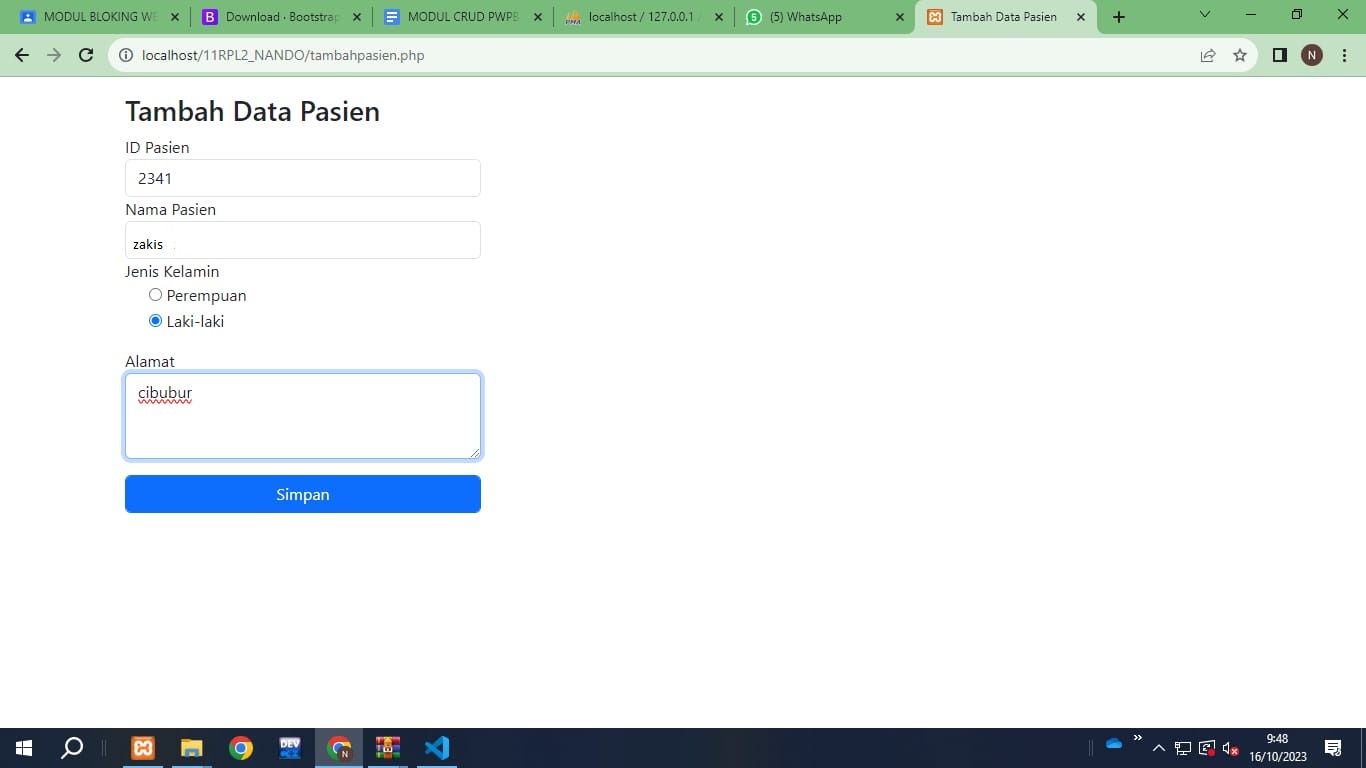 MODUL BLOKING WE
Download · Bootstrap
MODUL CRUD PWPB
localhost / 127.0.0.1 /
(5) WhatsApp
Tambah Data Pasien
localhost/11RPL2_NANDO/tambahpasien.php
N
Tambah Data Pasien
ID Pasien
2341
Nama Pasien
zakis
Jenis Kelamin
Perempuan
Laki-laki
Alamat
cibubur
Simpan
DEV
N
9:48
16/10/2023